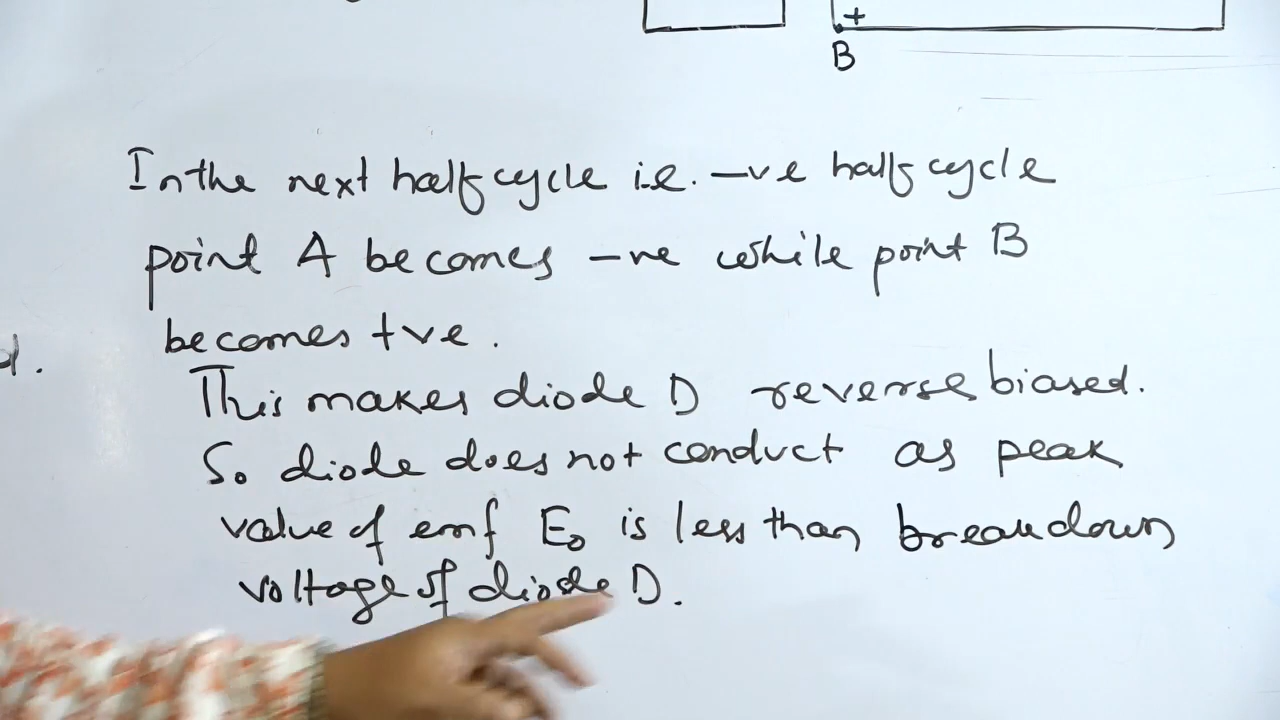 +
B
In the next half cycle i.e. -ve half cycle
point A becomes -ve while point B
becomes +ve.
This makes diode D reverse biased.
So diode does not conduct as peak
value of emf E₀ is less than breakdown
voltage of diode D.